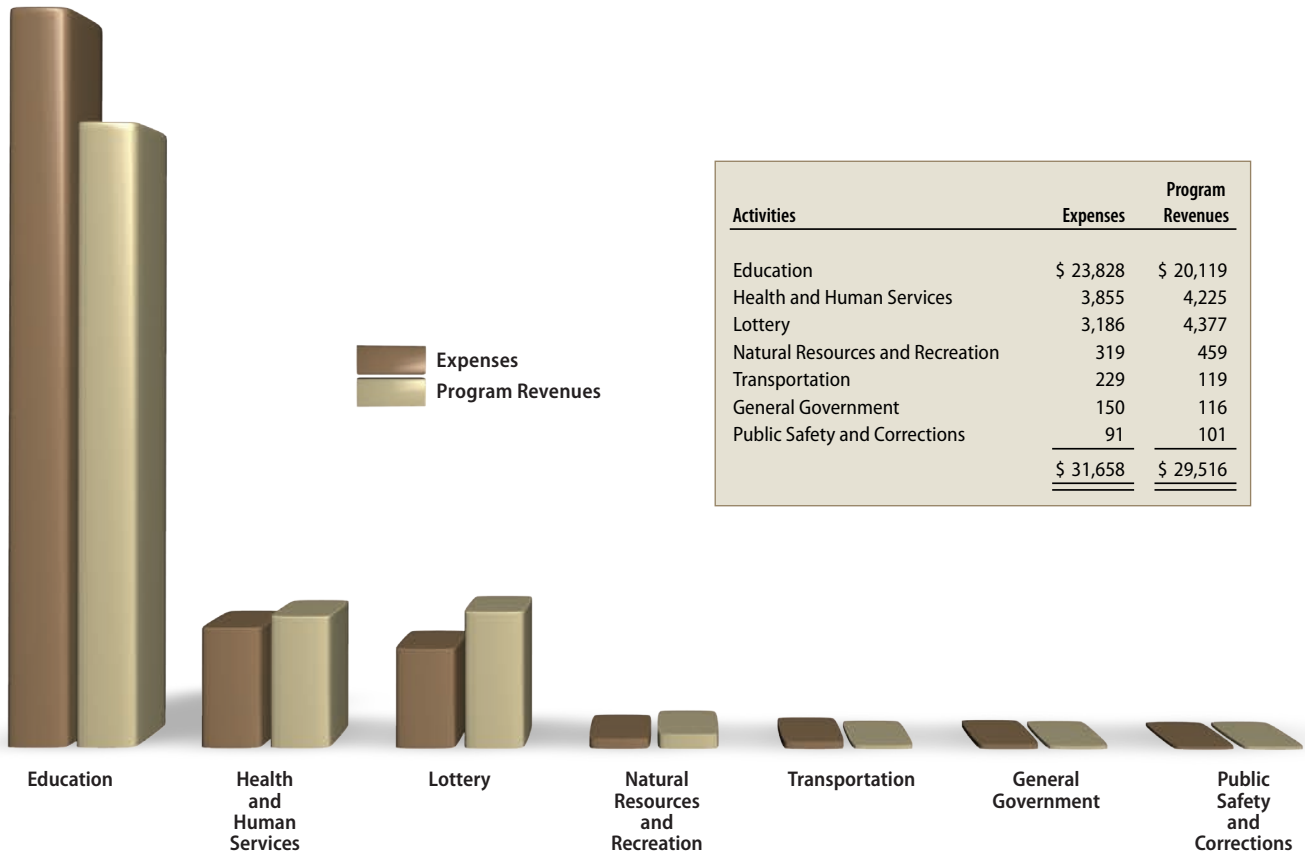 Program
Activities Expenses Revenues
Education $ 23,828 $ 20,119
Health and Human Services 3,855 4,225
Lottery 3,186 4,377
Natural Resources and Recreation 319 459
Transportation 229 119
General Government 150 116
Public Safety and Corrections 91 101
$ 31,658 $ 29,516
Expenses
Program Revenues
Education
Health
and
Human
Services
Lottery
Natural
Resources
and
Recreation
Transportation
General
Government
Public
Safety
and
Corrections